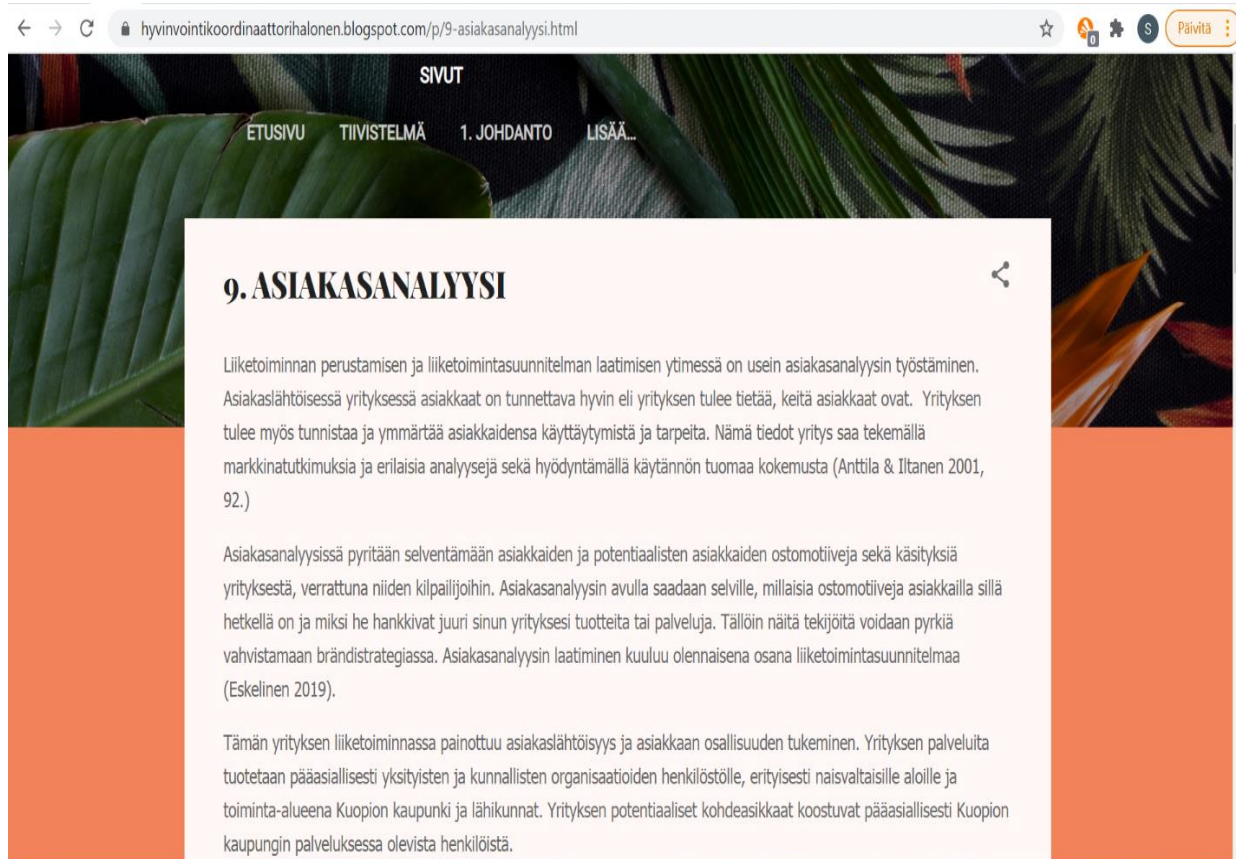 hyvinvointikoordinaattorihalonen.blogspot.com/p/9-asiakasanalyysi.html
0
S
Päivitä
SIVUT
ETUSIVU TIIVISTELMÄ 1. JOHDANTO LISÄÄ...
9. ASIAKASANALYYSI
Liiketoiminnan perustamisen ja liiketoimintasuunnitelman laatimisen ytimessä on usein asiakasanalyysin työstäminen.
Asiakaslähtöisessä yrityksessä asiakkaat on tunnettava hyvin eli yrityksen tulee tietää, keitä asiakkaat ovat. Yrityksen
tulee myös tunnistaa ja ymmärtää asiakkaidensa käyttäytymistä ja tarpeita. Nämä tiedot yritys saa tekemällä
markkinatutkimuksia ja erilaisia analyysejä sekä hyödyntämällä käytännön tuomaa kokemusta (Anttila & Iltanen 2001,
92.)
Asiakasanalyysissä pyritään selventämään asiakkaiden ja potentiaalisten asiakkaiden ostomotiiveja sekä käsityksiä
yrityksestä, verrattuna niiden kilpailijoihin. Asiakasanalyysin avulla saadaan selville, millaisia ostomotiiveja asiakkailla sillä
hetkellä on ja miksi he hankkivat juuri sinun yrityksesi tuotteita tai palveluja. Tällöin näitä tekijöitä voidaan pyrkiä
vahvistamaan brändistrategiassa. Asiakasanalyysin laatiminen kuuluu olennaisena osana liiketoimintasuunnitelmaa
(Eskelinen 2019).
Tämän yrityksen liiketoiminnassa painottuu asiakaslähtöisyys ja asiakkaan osallisuuden tukeminen. Yrityksen palveluita
tuotetaan pääasiallisesti yksityisten ja kunnallisten organisaatioiden henkilöstölle, erityisesti naisvaltaisille aloille ja
toiminta-alueena Kuopion kaupunki ja lähikunnat. Yrityksen potentiaaliset kohdeasikkaat koostuvat pääasiallisesti Kuopion
kaupungin palveluksessa olevista henkilöistä.